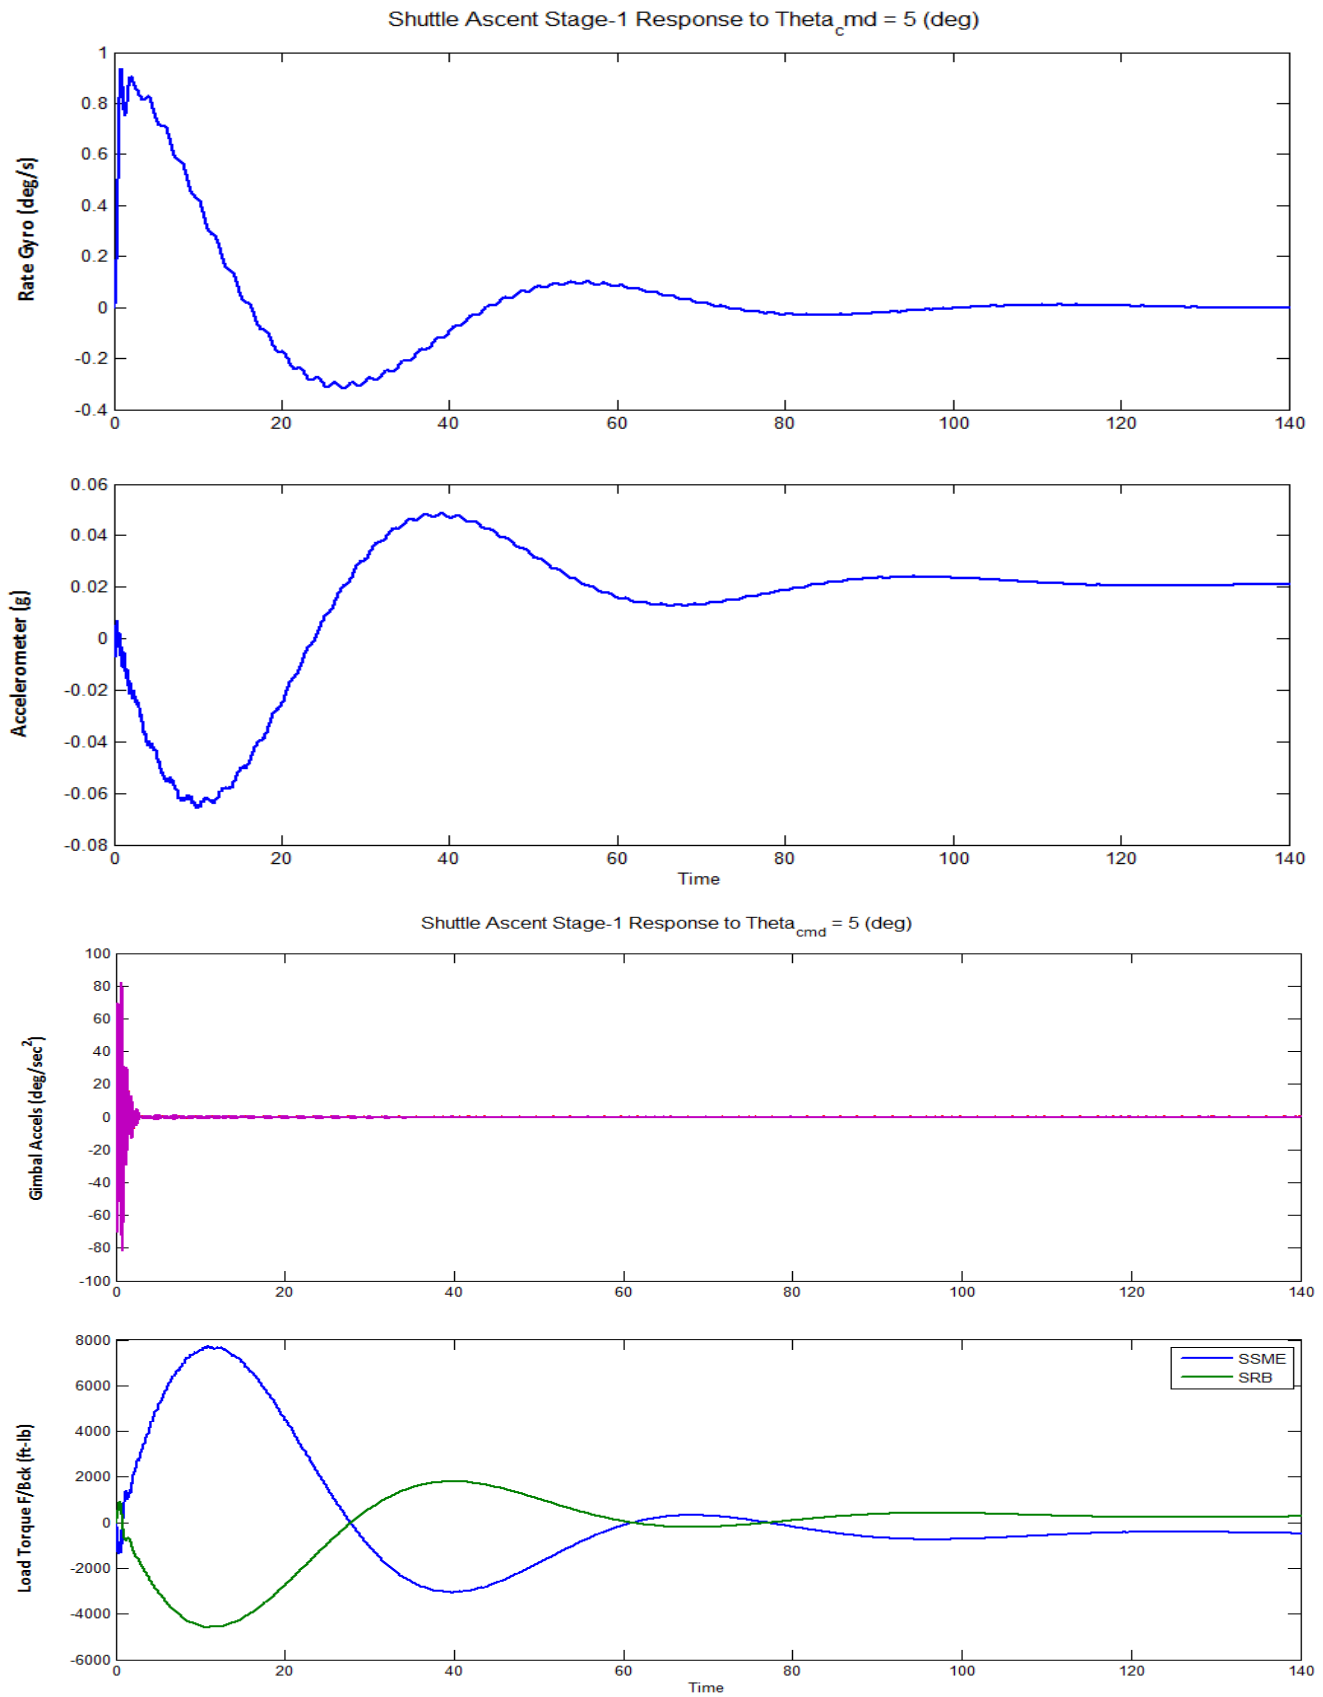 Shuttle Ascent Stage-1 Response to Theta_cmd = 5 (deg)
Rate Gyro (deg/s)
1
0.8
0.6
0.4
0.2
0
-0.2
-0.4
0 20 40 60 80 100 120 140
Accelerometer (g)
0.06
0.04
0.02
0
-0.02
-0.04
-0.06
-0.08
0 20 40 60 80 100 120 140
Time
Shuttle Ascent Stage-1 Response to Theta_cmd = 5 (deg)
Gimbal Accels (deg/sec²)
100
80
60
40
20
0
-20
-40
-60
-80
-100
0 20 40 60 80 100 120 140
Load Torque F/Bck (ft-lb)
8000
6000
4000
2000
0
-2000
-4000
-6000
SSME
SRB
0 20 40 60 80 100 120 140
Time